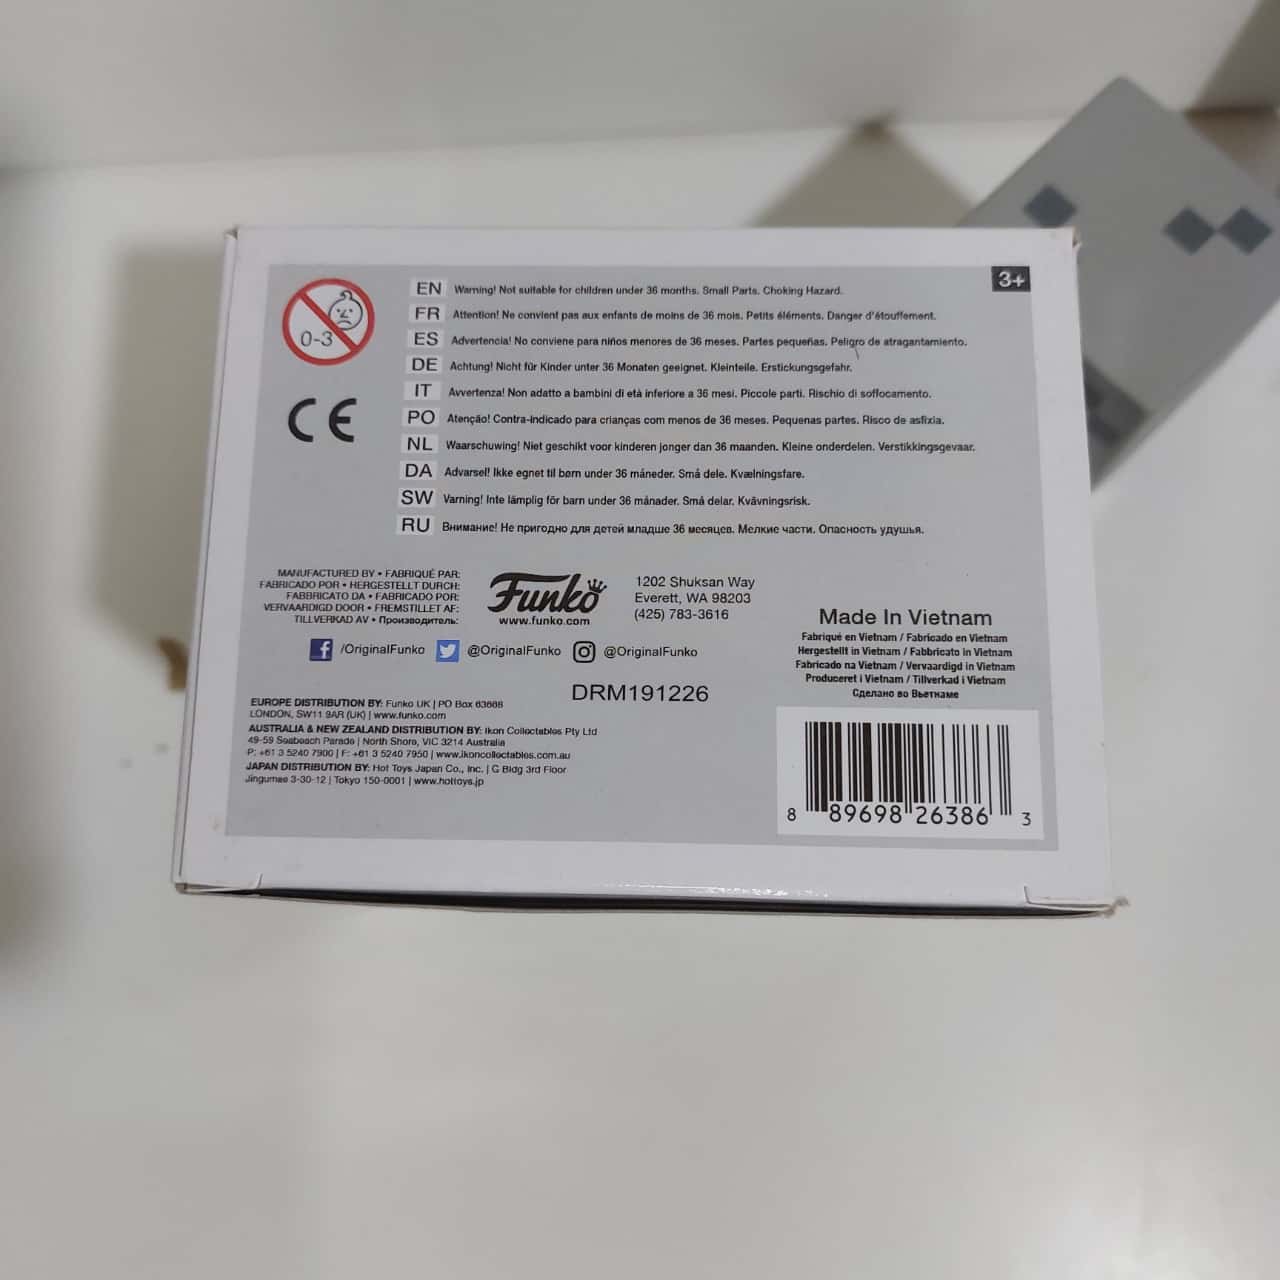 3+
0-3
EN Warning! Not suitable for children under 36 months. Small Parts. Choking Hazard.
FR Attention! Ne convient pas aux enfants de moins de 36 mois. Petits éléments. Danger d'étouffement.
ES Advertencia! No conviene para niños menores de 36 meses. Partes pequeñas. Peligro de atragantamiento.
DE Achtung! Nicht für Kinder unter 36 Monaten geeignet. Kleinteile. Erstickungsgefahr.
IT Avvertenza! Non adatto a bambini di età inferiore a 36 mesi. Piccole parti. Rischio di soffocamento.
PO Atenção! Contra-indicado para crianças com menos de 36 meses. Pequenas partes. Risco de asfixia.
NL Waarschuwing! Niet geschikt voor kinderen jonger dan 36 maanden. Kleine onderdelen. Verstikkingsgevaar.
DA Advarsel! Ikke egnet til børn under 36 måneder. Små dele. Kvælningsfare.
SW Varning! Inte lämplig för barn under 36 månader. Små delar. Kvävningsrisk.
RU Внимание! Не пригодно для детей младше 36 месяцев. Мелкие части. Опасность удушья.
CE
MANUFACTURED BY • FABRIQUÉ PAR:
FABRICADO POR • HERGESTELLT DURCH:
FABBRICATO DA • FABRICADO POR:
VERVAARDIGD DOOR • FREMSTILLET AF:
TILLVERKAD AV • Производитель:
Funko
www.funko.com
1202 Shuksan Way
Everett, WA 98203
(425) 783-3616
/OriginalFunko @OriginalFunko @OriginalFunko
DRM191226
EUROPE DISTRIBUTION BY: Funko UK | PO Box 63668
LONDON, SW11 9AR (UK) | www.funko.com
AUSTRALIA & NEW ZEALAND DISTRIBUTION BY: Ikon Collectables Pty Ltd
49-59 Seabeach Parade | North Shore, VIC 3214 Australia
P: +61 3 5240 7900 | F: +61 3 5240 7950 | www.ikoncollectables.com.au
JAPAN DISTRIBUTION BY: Hot Toys Japan Co., Inc. | G Bldg 3rd Floor
Jingumae 3-30-12 | Tokyo 150-0001 | www.hottoys.jp
Made In Vietnam
Fabriqué en Vietnam / Fabricado en Vietnam
Hergestellt in Vietnam / Fabbricato in Vietnam
Fabricado na Vietnam / Vervaardigd in Vietnam
Produceret i Vietnam / Tillverkad i Vietnam
Сделано во Вьетнаме
8 89698 26386 3